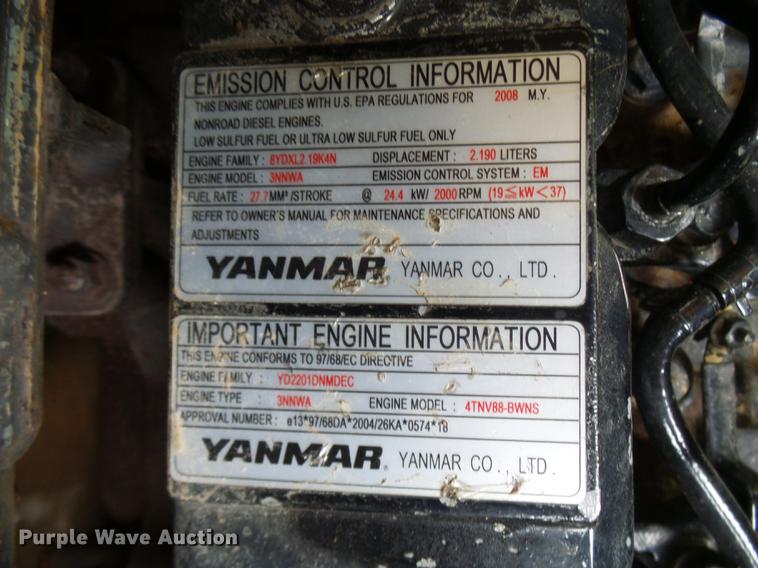 EMISSION CONTROL INFORMATION
THIS ENGINE COMPLIES WITH U.S. EPA REGULATIONS FOR 2008 M.Y.
NONROAD DIESEL ENGINES.
LOW SULFUR FUEL OR ULTRA LOW SULFUR FUEL ONLY
ENGINE FAMILY : 8YDXL2.19K4N DISPLACEMENT : 2.190 LITERS
ENGINE MODEL : 3NNWA EMISSION CONTROL SYSTEM : EM
FUEL RATE : 27.7 MM³/STROKE @ 24.4 kW/ 2000 RPM (19≦kW<37)
REFER TO OWNER'S MANUAL FOR MAINTENANCE SPECIFICATIONS AND
ADJUSTMENTS
YANMAR YANMAR CO., LTD.
IMPORTANT ENGINE INFORMATION
THIS ENGINE CONFORMS TO 97/68/EC DIRECTIVE
ENGINE FAMILY : YD2201DNMDEC
ENGINE TYPE : 3NNWA ENGINE MODEL : 4TNV88-BWNS
APPROVAL NUMBER : e13*97/68DA*2004/26KA*0574*18
YANMAR. YANMAR CO., LTD.
Purple Wave Auction